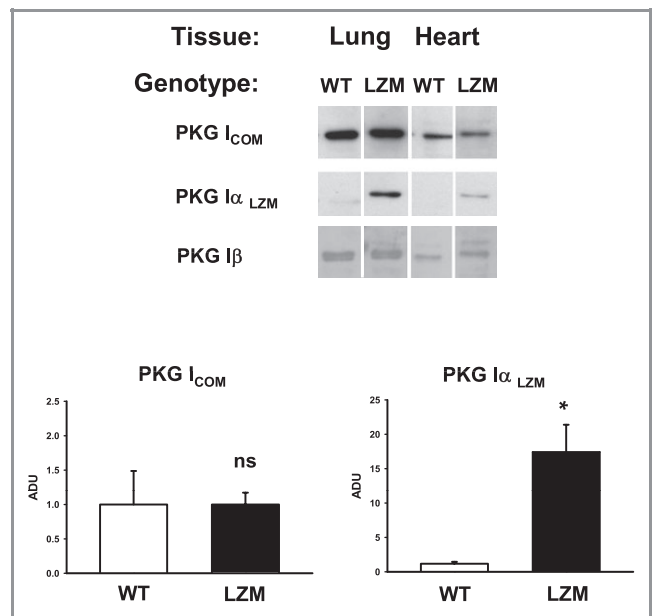 Tissue: Lung Heart
Genotype: WT LZM WT LZM
PKG I COM
PKG Iα LZM
PKG Iβ
PKG I COM
2.5
2.0
1.5
1.0
0.5
0.0
ADU
ns
WT LZM
PKG Iα LZM
25
20
15
10
5
0
ADU
*
WT LZM